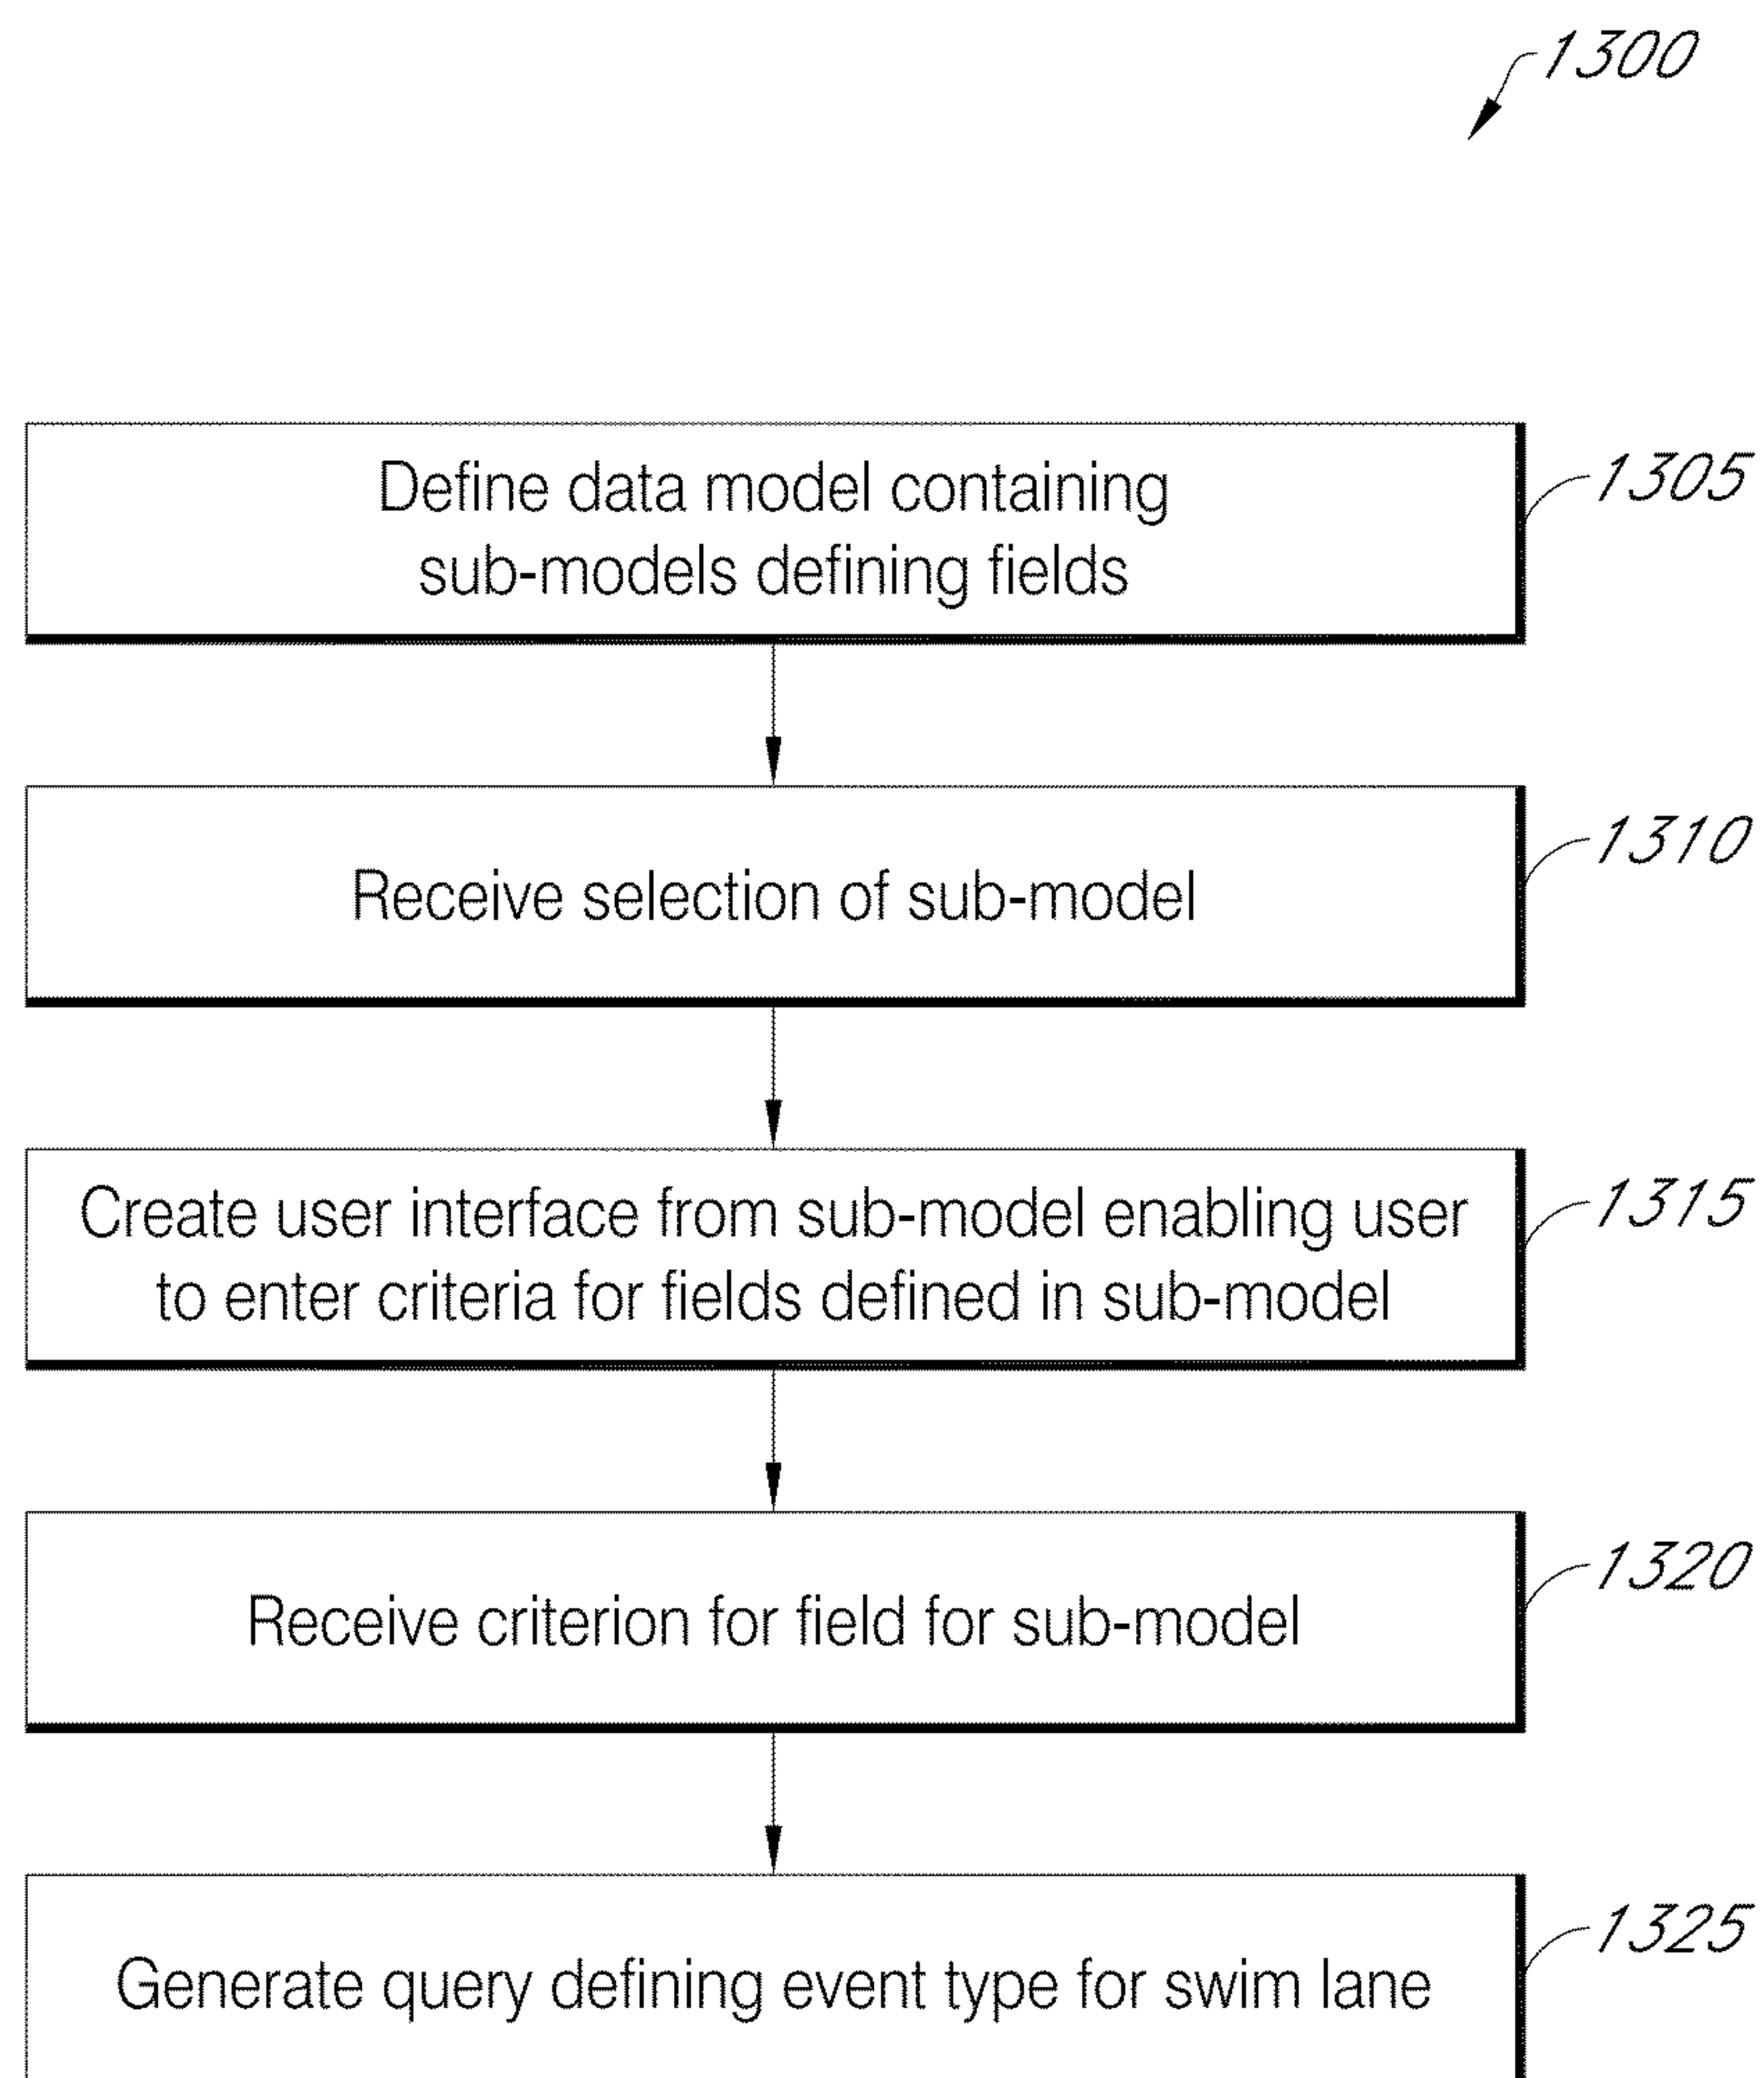 1300
Define data model containing
sub-models defining fields
1305
Receive selection of sub-model
1310
Create user interface from sub-model enabling user
to enter criteria for fields defined in sub-model
1315
Receive criterion for field for sub-model
1320
Generate query defining event type for swim lane
1325